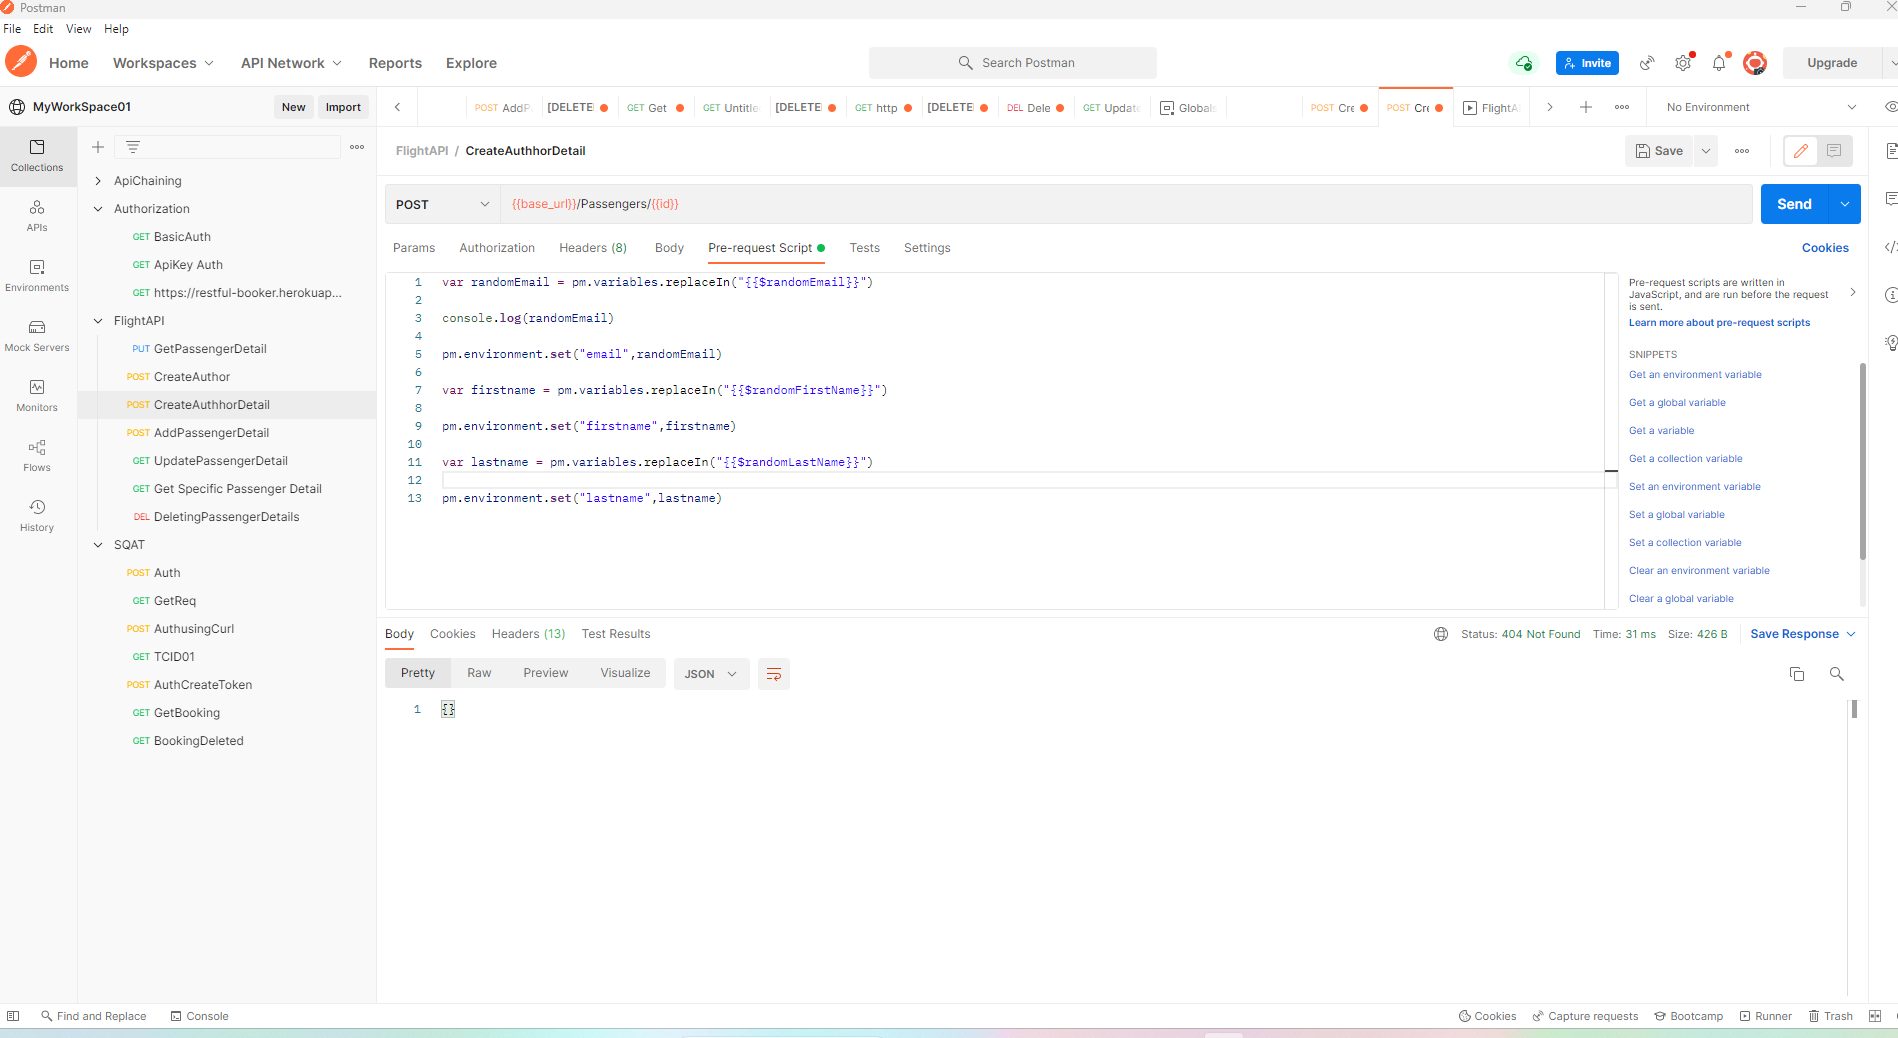 Postman
File Edit View Help
Home Workspaces API Network Reports Explore
Search Postman
Invite
Upgrade
MyWorkSpace01
New Import
POST AddP [DELETE GET Get GET Untitle [DELETE GET http [DELETE DEL Dele GET Update Globals POST Cre POST Cre FlightA
No Environment
Collections
APIs
Environments
Mock Servers
Monitors
Flows
History
ApiChaining
Authorization
GET BasicAuth
GET ApiKey Auth
GET https://restful-booker.herokuap...
FlightAPI
PUT GetPassengerDetail
POST CreateAuthor
POST CreateAuthhorDetail
POST AddPassengerDetail
GET UpdatePassengerDetail
GET Get Specific Passenger Detail
DEL DeletingPassengerDetails
SQAT
POST Auth
GET GetReq
POST AuthusingCurl
GET TCID01
POST AuthCreateToken
GET GetBooking
GET BookingDeleted
FlightAPI / CreateAuthhorDetail
Save
POST {{base_url}}/Passengers/{{id}}
Send
Params Authorization Headers (8) Body Pre-request Script Tests Settings
Cookies
1 var randomEmail = pm.variables.replaceIn("{{$randomEmail}}")
2
3 console.log(randomEmail)
4
5 pm.environment.set("email",randomEmail)
6
7 var firstname = pm.variables.replaceIn("{{$randomFirstName}}")
8
9 pm.environment.set("firstname",firstname)
10
11 var lastname = pm.variables.replaceIn("{{$randomLastName}}")
12
13 pm.environment.set("lastname",lastname)
Pre-request scripts are written in
JavaScript, and are run before the request
is sent.
Learn more about pre-request scripts
SNIPPETS
Get an environment variable
Get a global variable
Get a variable
Get a collection variable
Set an environment variable
Set a global variable
Set a collection variable
Clear an environment variable
Clear a global variable
Body Cookies Headers (13) Test Results
Status: 404 Not Found Time: 31 ms Size: 426 B
Save Response
Pretty Raw Preview Visualize JSON
1 {}
Find and Replace Console
Cookies Capture requests Bootcamp Runner Trash